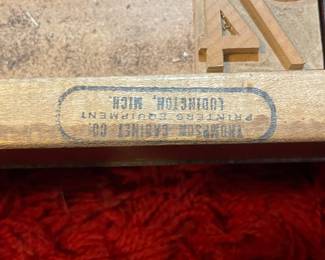 THOMPSON CABINET CO.
PRINTERS EQUIPMENT
LUDINGTON, MICH.